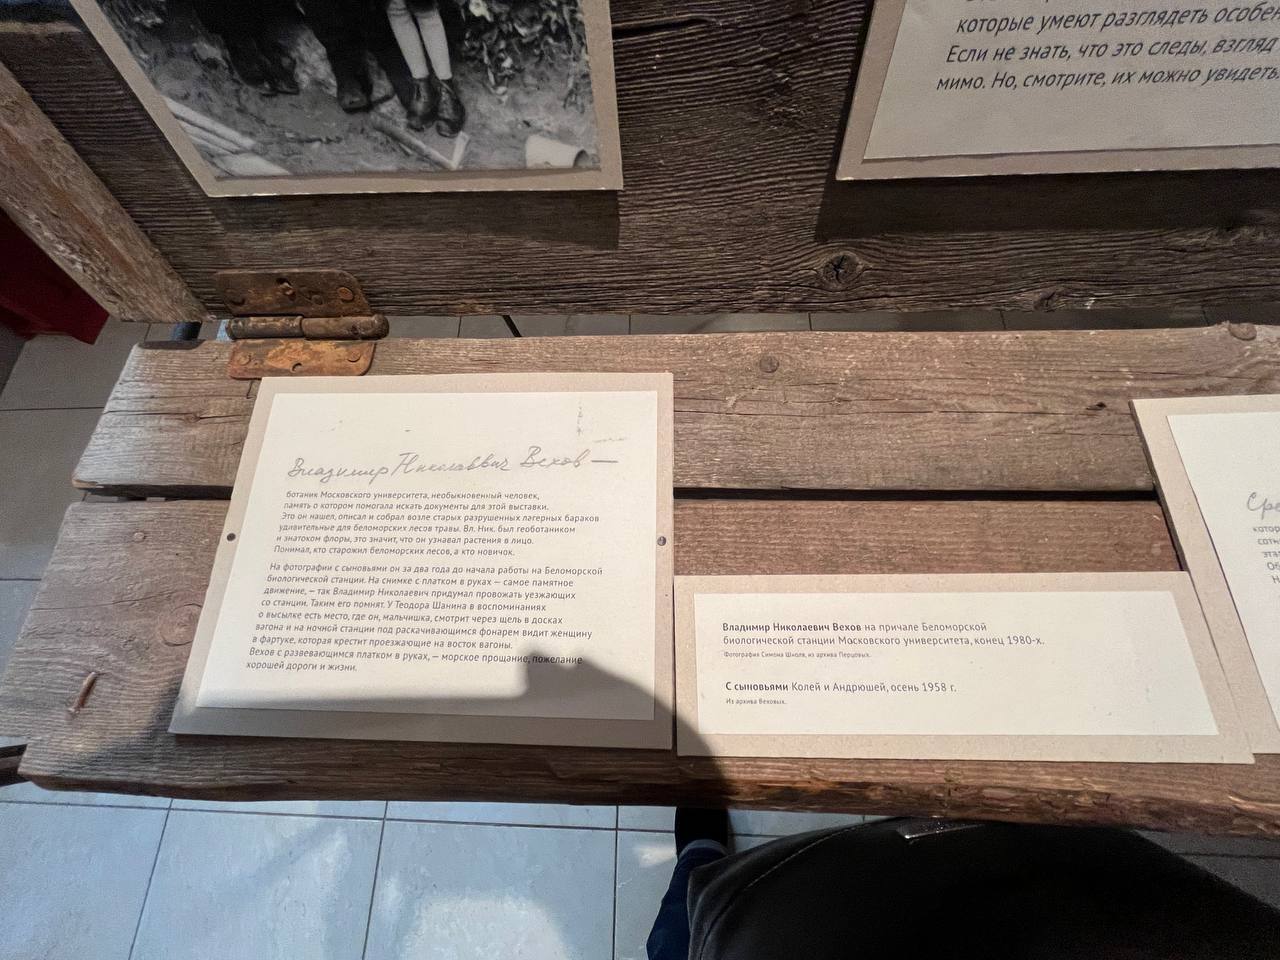 которые умеют разглядеть особен
Если не знать, что это следы, взгляд
мимо. Но, смотрите, их можно увидеть.
Владимир Николаевич Вехов —
ботаник Московского университета, необыкновенный человек,
память о котором помогала искать документы для этой выставки.
Это он нашел, описал и собрал возле старых разрушенных лагерных бараков
удивительные для беломорских лесов травы. Вл. Ник. был геоботаником
и знатоком флоры, это значит, что он узнавал растения в лицо.
Понимал, кто старожил беломорских лесов, а кто новичок.
На фотографии с сыновьями он за два года до начала работы на Беломорской
биологической станции. На снимке с платком в руках — самое памятное
движение, — так Владимир Николаевич придумал провожать уезжающих
со станции. Таким его помнят. У Теодора Шанина в воспоминаниях
о высылке есть место, где он, мальчишка, смотрит через щель в досках
вагона и на ночной станции под раскачивающимся фонарем видит женщину
в фартуке, которая крестит проезжающие на восток вагоны.
Вехов с развевающимся платком в руках, — морское прощание, пожелание
хорошей дороги и жизни.
Владимир Николаевич Вехов на причале Беломорской
биологической станции Московского университета, конец 1980-х.
Фотография Симона Шноля, из архива Перцовых.
С сыновьями Колей и Андрюшей, осень 1958 г.
Из архива Веховых.
Сре
котор
сотн
этап
Об